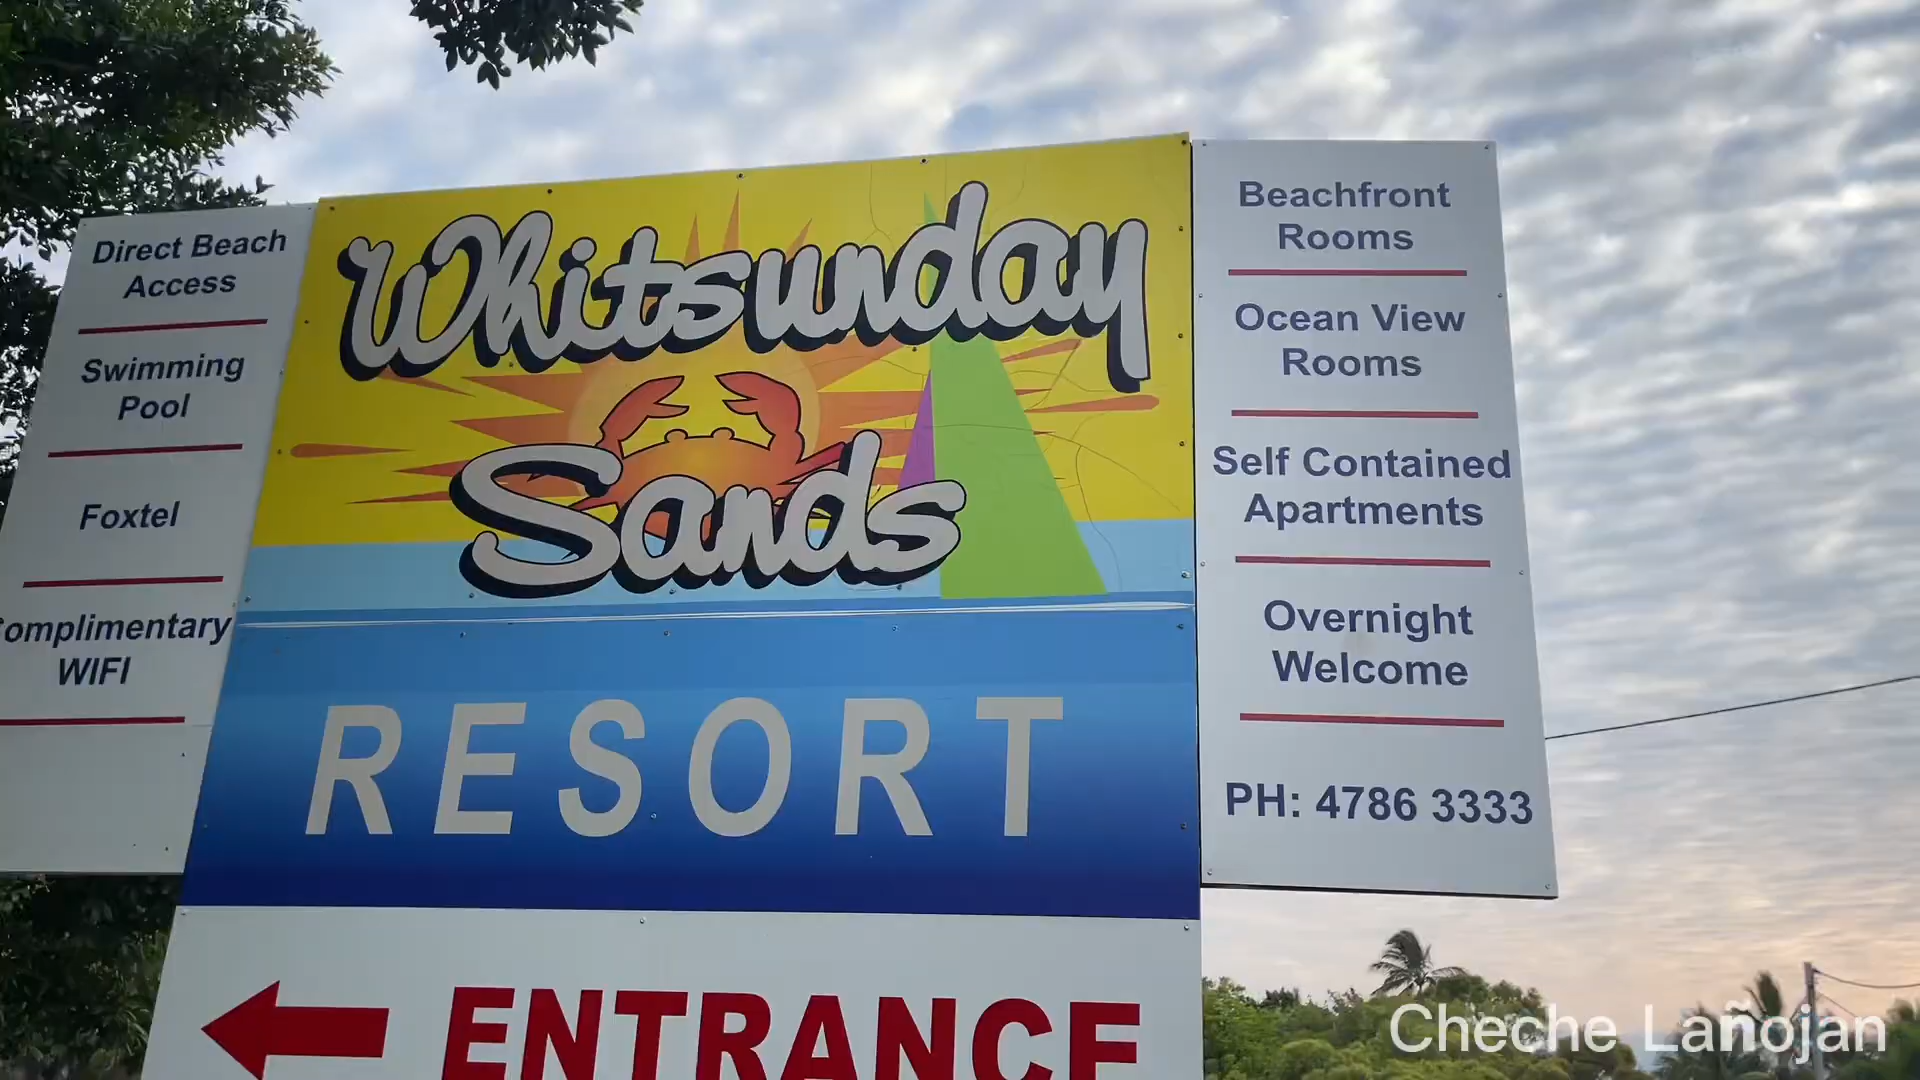 Direct Beach
Access
Swimming
Pool
Foxtel
omplimentary
WIFI
Whitsunday
Sands
RESORT
ENTRANCE
Beachfront
Rooms
Ocean View
Rooms
Self Contained
Apartments
Overnight
Welcome
PH: 4786 3333
Cheche Lañojan